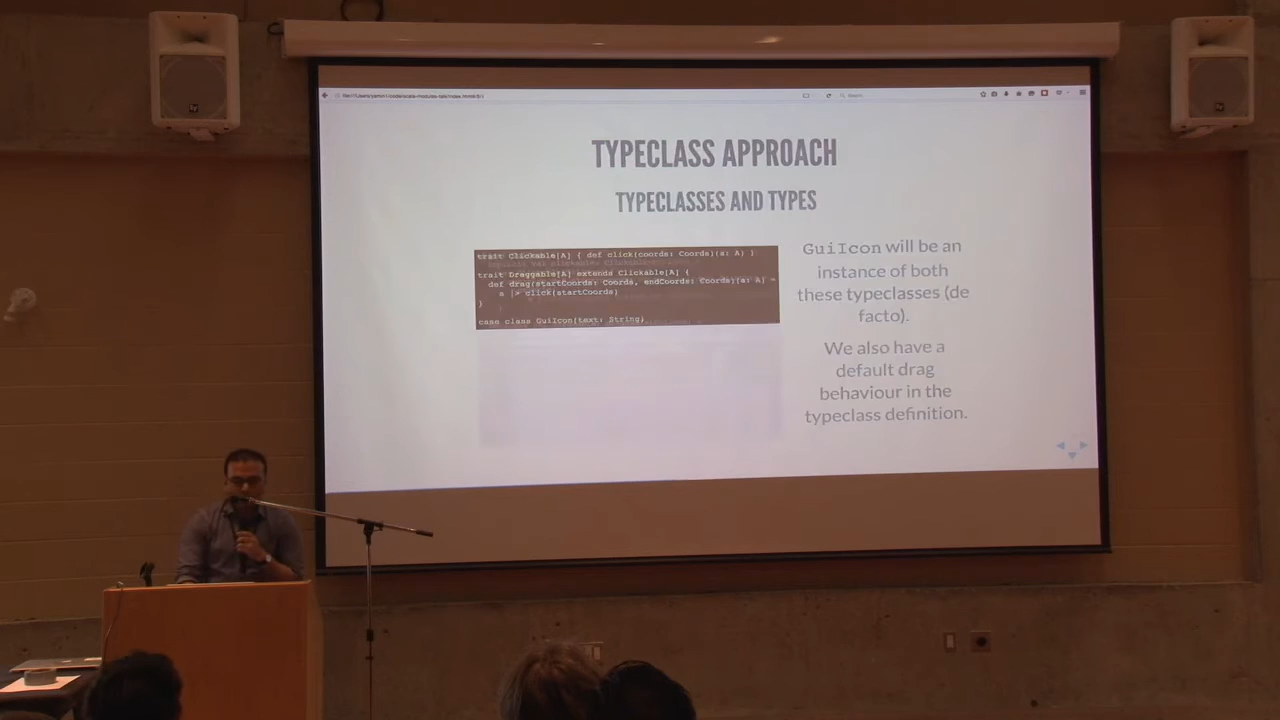 TYPECLASS APPROACH
TYPECLASSES AND TYPES
trait Clickable[A] { def click(coords: Coords)(a: A) }
trait Draggable[A] extends Clickable[A] {
def drag(startCoords: Coords, endCoords: Coords)(a: A) =
a |> click(startCoords)
}
case class GuiIcon(text: String)
GuiIcon will be an
instance of both
these typeclasses (de
facto).
We also have a
default drag
behaviour in the
typeclass definition.